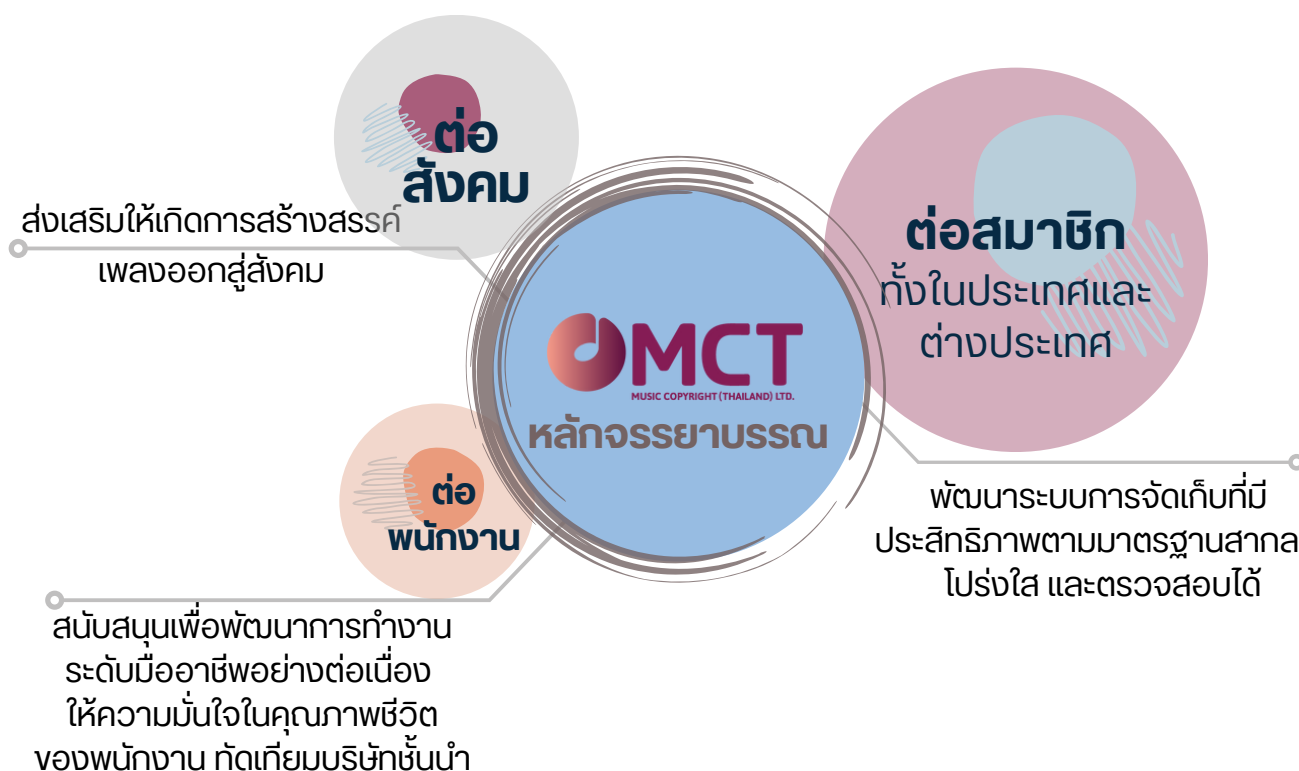 ต่อ
สังคม
ส่งเสริมให้เกิดการสร้างสรรค์
เพลงออกสู่สังคม
ต่อสมาชิก
ทั้งในประเทศและ
ต่างประเทศ
MCT
MUSIC COPYRIGHT (THAILAND) LTD.
หลักจรรยาบรรณ
พัฒนาระบบการจัดเก็บที่มี
ประสิทธิภาพตามมาตรฐานสากล
โปร่งใส และตรวจสอบได้
ต่อ
พนักงาน
สนับสนุนเพื่อพัฒนาการทำงาน
ระดับมืออาชีพอย่างต่อเนื่อง
ให้ความมั่นใจในคุณภาพชีวิต
ของพนักงาน ทัดเทียมบริษัทชั้นนำ